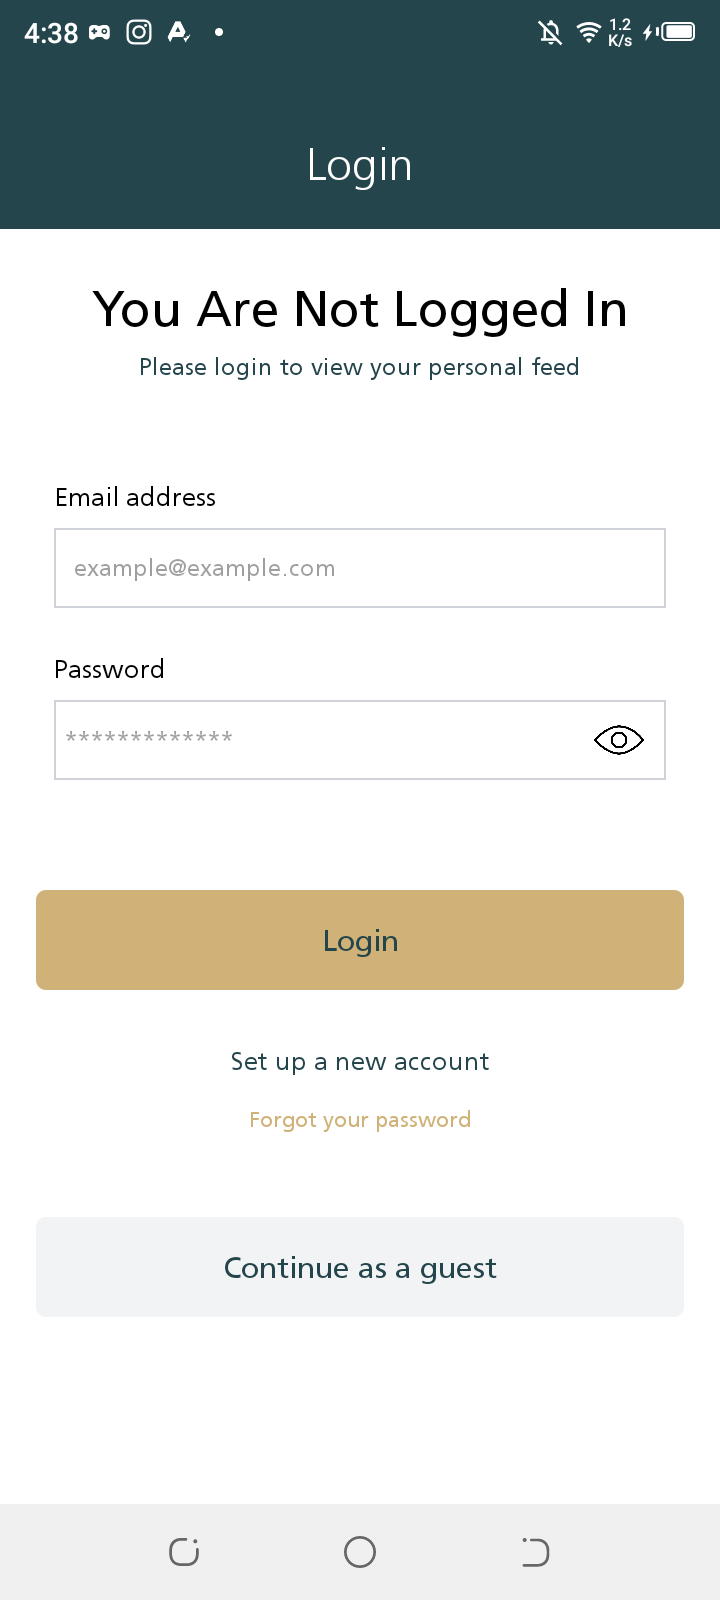 4:38
1.2
K/s
Login
You Are Not Logged In
Please login to view your personal feed
Email address
example@example.com
Password
*************
Login
Set up a new account
Forgot your password
Continue as a guest